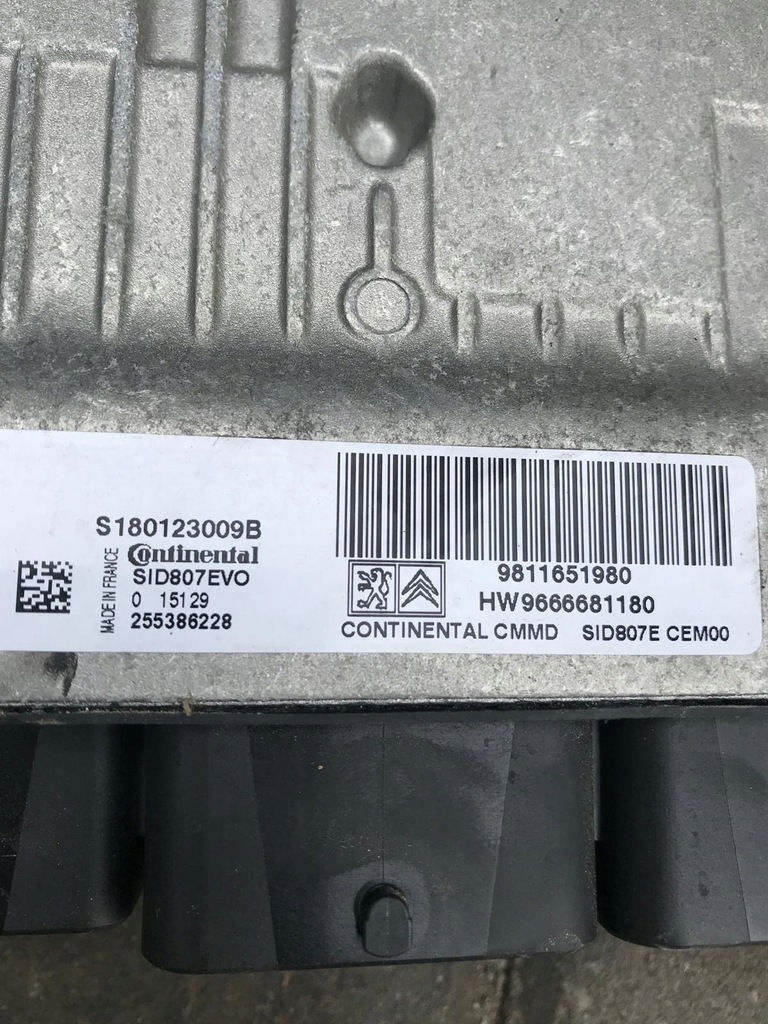 S180123009B
MADE IN FRANCE
Continental
SID807EVO
0 15129
255386228
9811651980
HW9666681180
CONTINENTAL CMMD SID807E CEM00